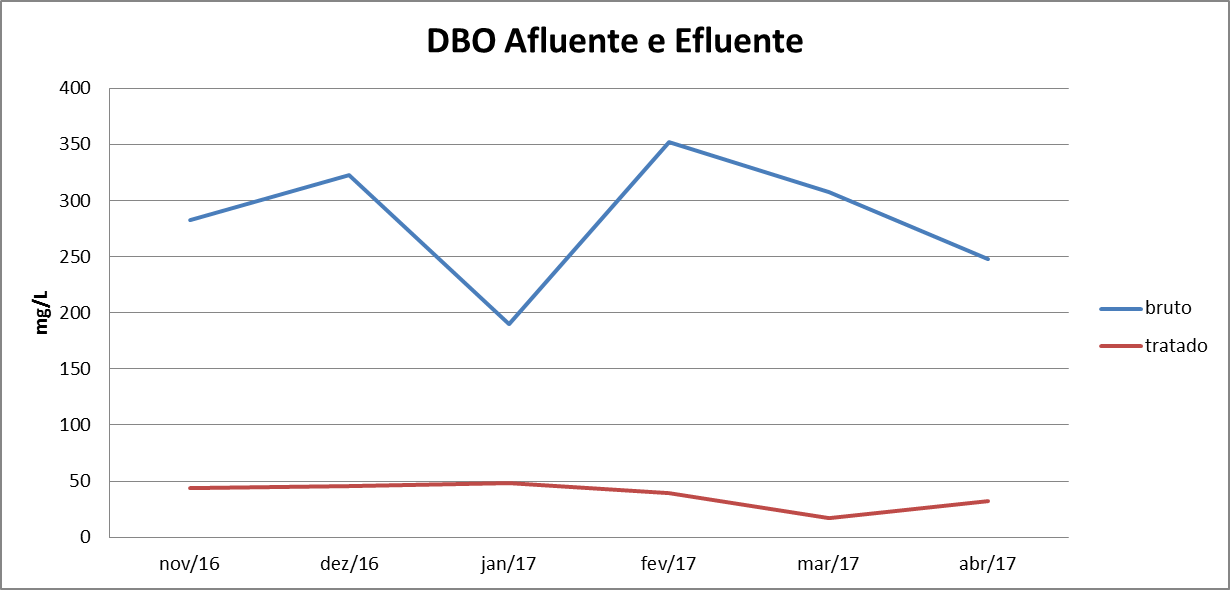 DBO Afluente e Efluente
400
350
300
250
200
150
100
50
0
mg/L
nov/16 dez/16 jan/17 fev/17 mar/17 abr/17
bruto
tratado